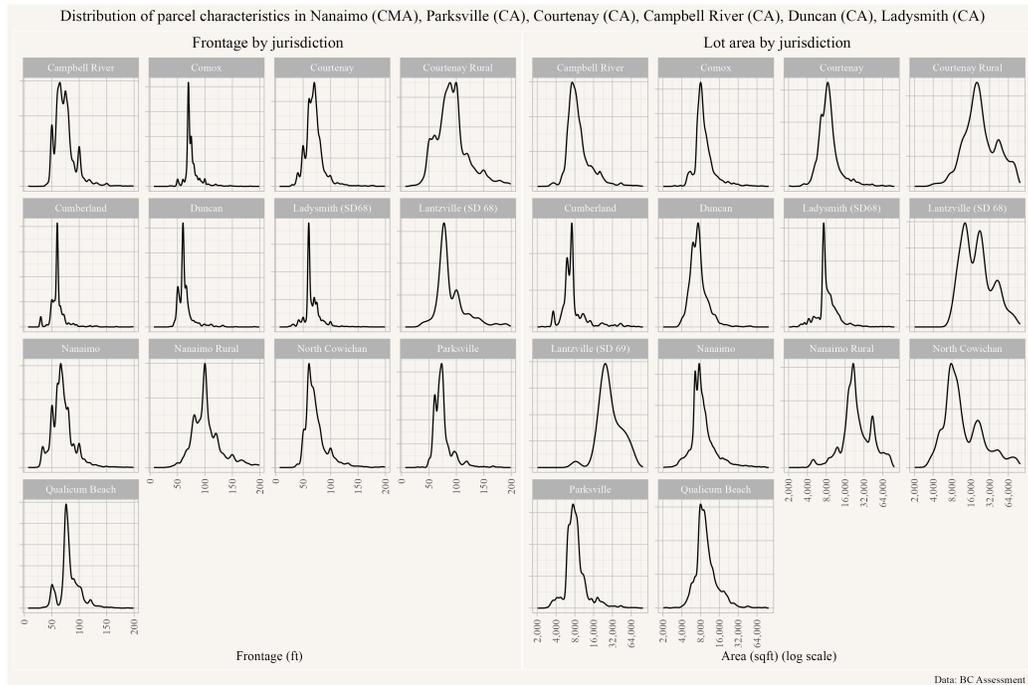 Distribution of parcel characteristics in Nanaimo (CMA), Parksville (CA), Courtenay (CA), Campbell River (CA), Duncan (CA), Ladysmith (CA)
Frontage by jurisdiction
Campbell River Comox Courtenay Courtenay Rural
Cumberland Duncan Ladysmith (SD68) Lantzville (SD 68)
Nanaimo Nanaimo Rural North Cowichan Parksville
0 50 100 150 200 0 50 100 150 200 0 50 100 150 200
Qualicum Beach
0 50 100 150 200
Frontage (ft)
Lot area by jurisdiction
Campbell River Comox Courtenay Courtenay Rural
Cumberland Duncan Ladysmith (SD68) Lantzville (SD 68)
Lantzville (SD 69) Nanaimo Nanaimo Rural North Cowichan
2,000 4,000 8,000 16,000 32,000 64,000 2,000 4,000 8,000 16,000 32,000 64,000
Parksville Qualicum Beach
2,000 4,000 8,000 16,000 32,000 64,000 2,000 4,000 8,000 16,000 32,000 64,000
Area (sqft) (log scale)
Data: BC Assessment